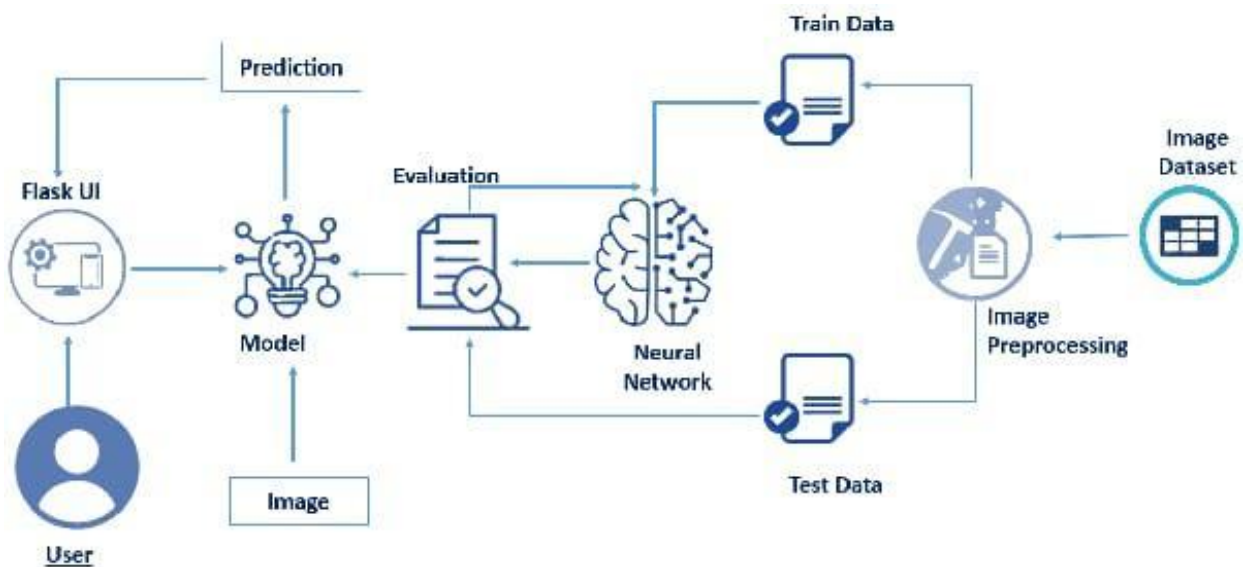 Train Data
Prediction
Image
Dataset
Evaluation
Flask UI
Image
Preprocessing
Model
Neural
Network
Image
Test Data
User